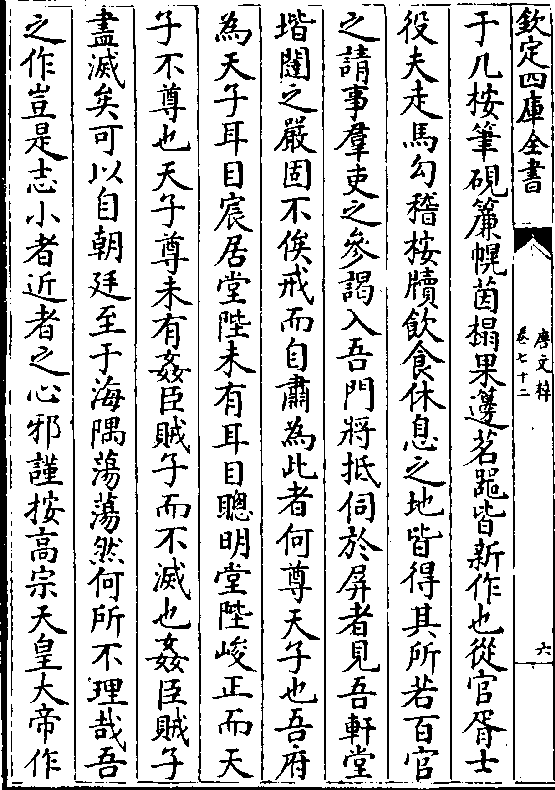 欽定四庫全書
唐文粹
卷七十二
六
于几桉筆硯簾幌茵榻果籩茗甌皆新作也從官胥士
役夫走馬勾稽桉牘飲食休息之地皆得其所若百官
之請事羣吏之參謁入吾門將抵伺於屏者見吾軒堂
堦闥之嚴固不俟戒而自肅為此者何尊天子也吾府
為天子耳目宸居堂陛未有耳目聰明堂陛峻正而天
子不尊也天子尊未有姦臣賊子而不滅也姦臣賊子
盡滅矣可以自朝廷至于海隅蕩蕩然何所不理哉吾
之作豈是志小者近者之心邪謹按高宗天皇大帝作